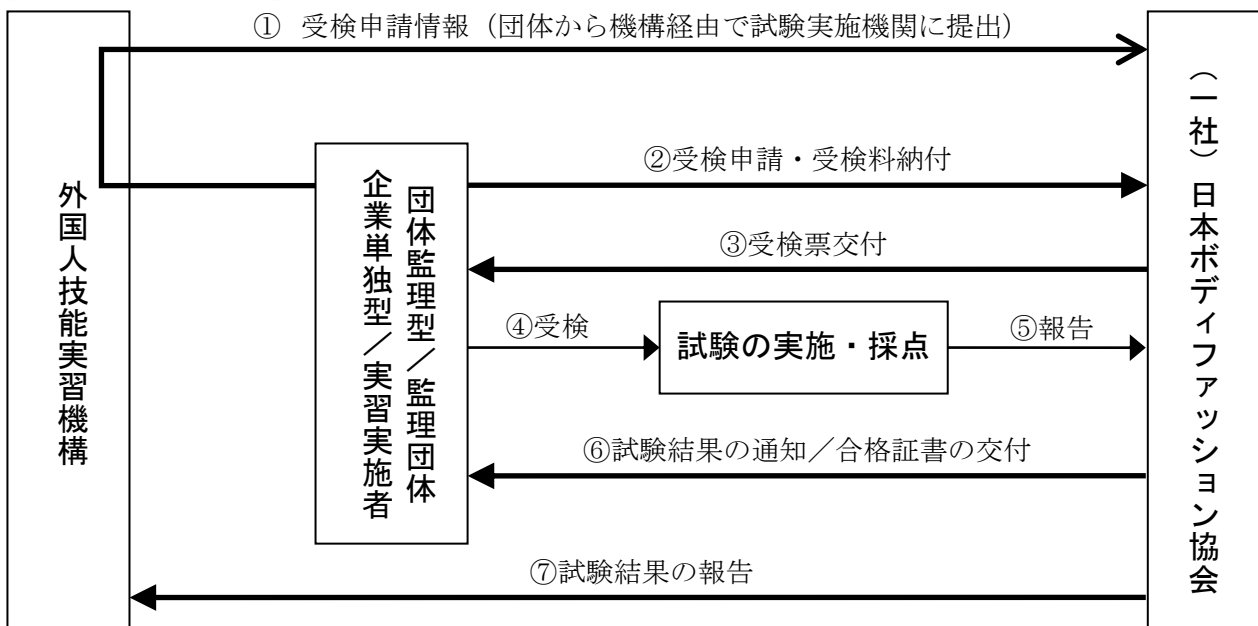 ① 受検申請情報（団体から機構経由で試験実施機関に提出）
外国人技能実習機構
団体監理型／監理団体
企業単独型／実習実施者
②受検申請・受検料納付
③受検票交付
④受検
試験の実施・採点
⑤報告
⑥試験結果の通知／合格証書の交付
⑦試験結果の報告
（一社）日本ボディファッション協会